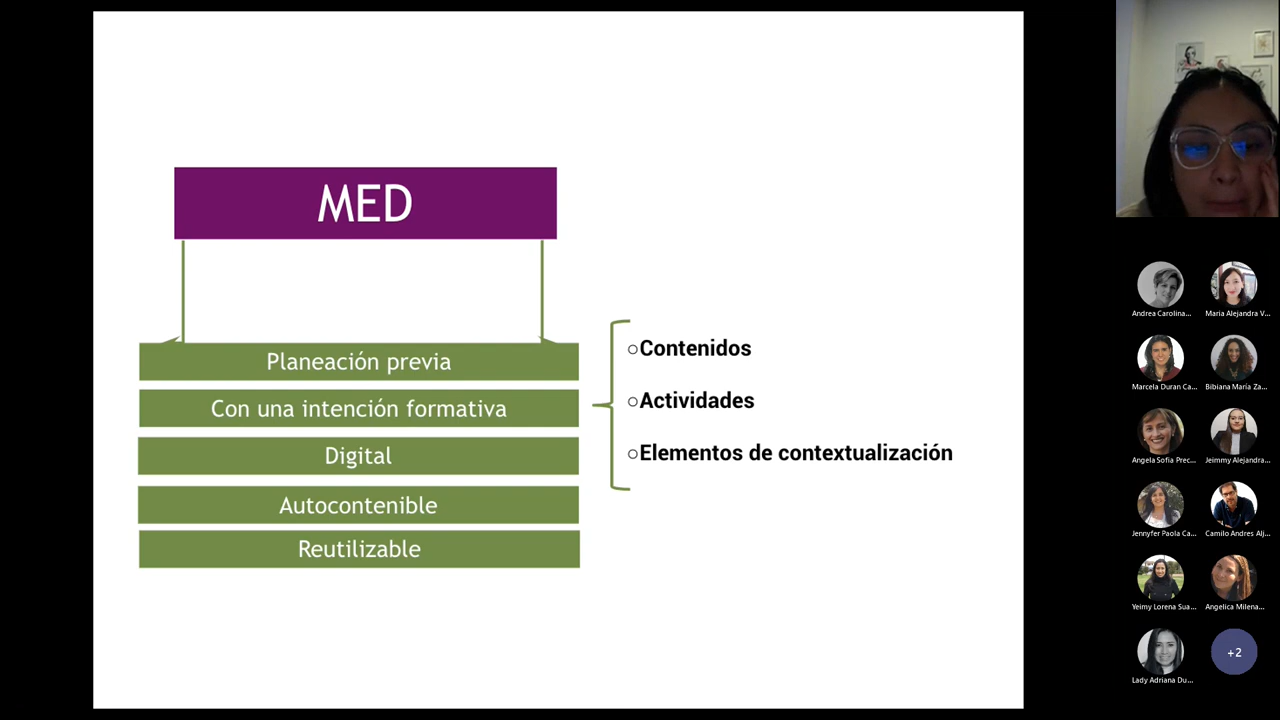 MED
Planeación previa
Con una intención formativa
Digital
Autocontenible
Reutilizable
○Contenidos
○Actividades
○Elementos de contextualización
Andrea Carolina...
Maria Alejandra V...
Marcela Duran Ca...
Bibiana María Za...
Angela Sofia Prec...
Jeimmy Alejandra...
Jennyfer Paola Ca...
Camilo Andres Alj...
Yeimy Lorena Sua...
Angelica Milena...
Lady Adriana Du...
+2